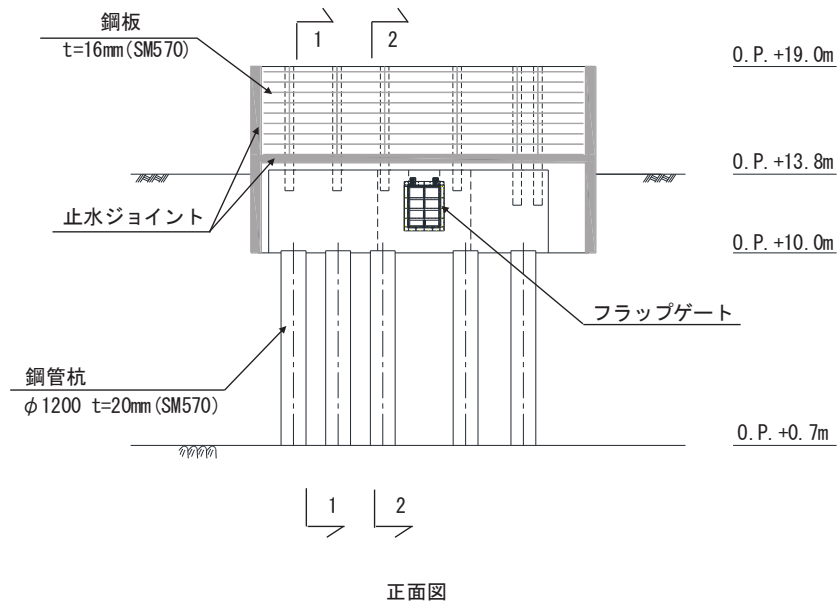 鋼板
t=16mm(SM570)
1
2
O.P.+19.0m
O.P.+13.8m
止水ジョイント
O.P.+10.0m
フラップゲート
鋼管杭
φ1200 t=20mm(SM570)
O.P.+0.7m
1
2
正面図